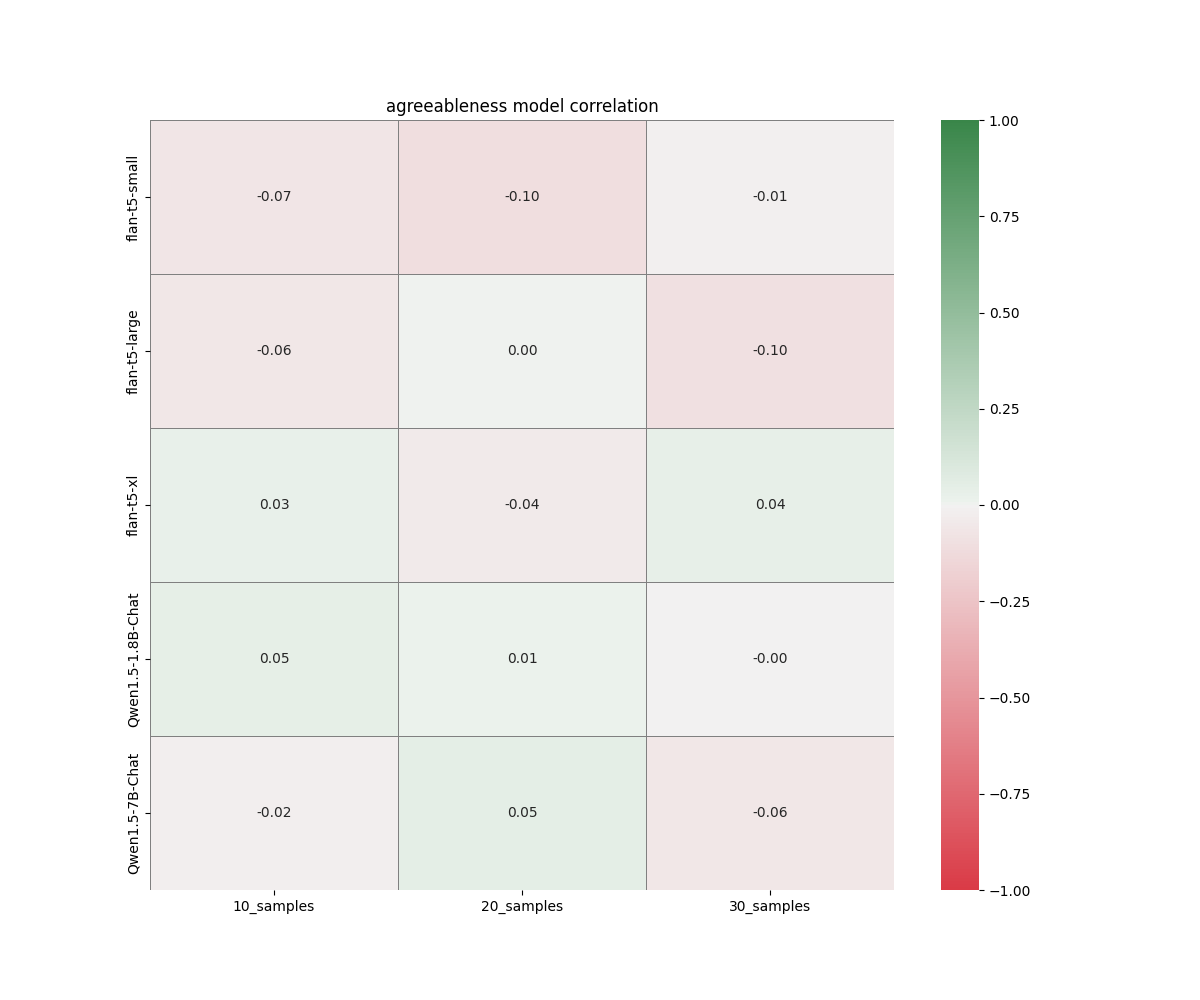 agreeableness model correlation
flan-t5-small
-0.07
-0.10
-0.01
flan-t5-large
-0.06
0.00
-0.10
flan-t5-xl
0.03
-0.04
0.04
Qwen1.5-1.8B-Chat
0.05
0.01
-0.00
Qwen1.5-7B-Chat
-0.02
0.05
-0.06
10_samples
20_samples
30_samples
1.00
0.75
0.50
0.25
0.00
−0.25
−0.50
−0.75
−1.00